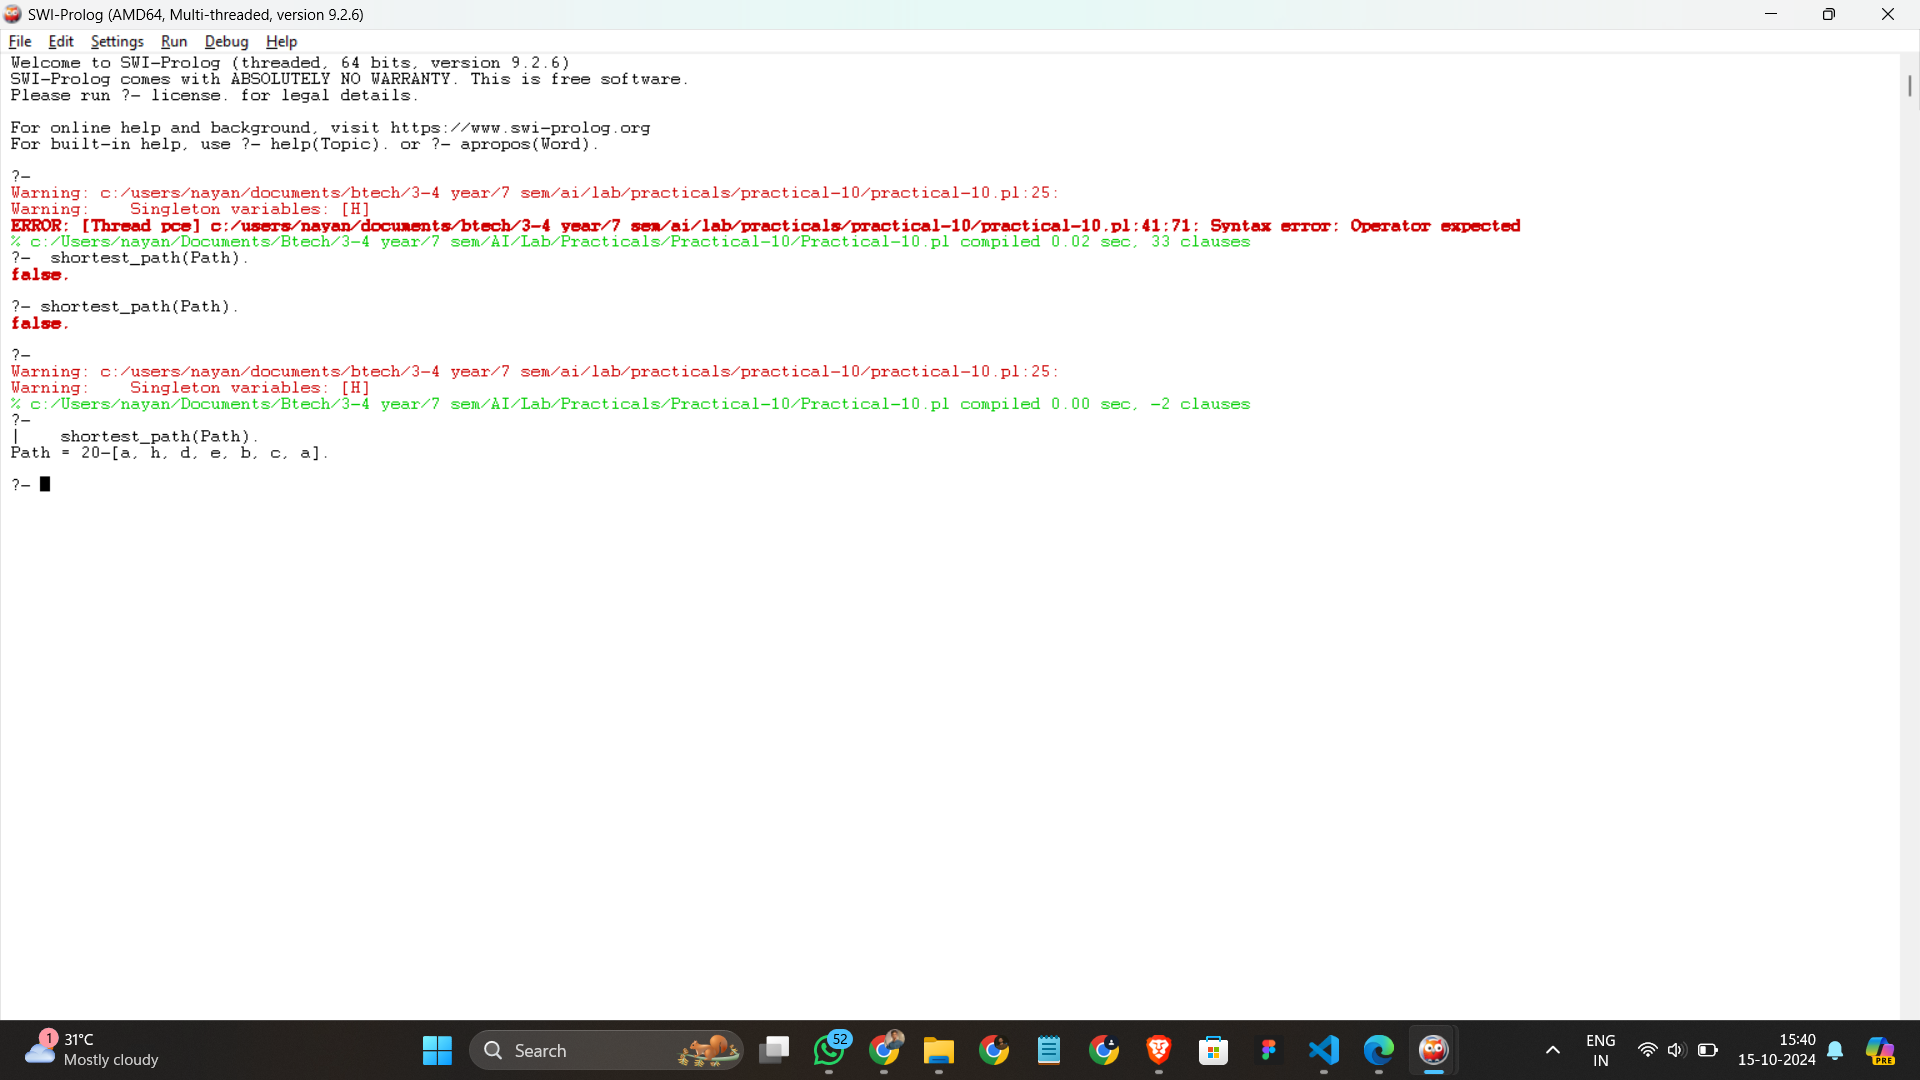 SWI-Prolog (AMD64, Multi-threaded, version 9.2.6)
File Edit Settings Run Debug Help
Welcome to SWI-Prolog (threaded, 64 bits, version 9.2.6)
SWI-Prolog comes with ABSOLUTELY NO WARRANTY. This is free software.
Please run ?- license. for legal details.
For online help and background, visit https://www.swi-prolog.org
For built-in help, use ?- help(Topic). or ?- apropos(Word).
?-
Warning: c:/users/nayan/documents/btech/3-4 year/7 sem/ai/lab/practicals/practical-10/practical-10.pl:25:
Warning:    Singleton variables: [H]
ERROR: [Thread pce] c:/users/nayan/documents/btech/3-4 year/7 sem/ai/lab/practicals/practical-10/practical-10.pl:41:71: Syntax error: Operator expected
% c:/Users/nayan/Documents/Btech/3-4 year/7 sem/AI/Lab/Practicals/Practical-10/Practical-10.pl compiled 0.02 sec, 33 clauses
?-  shortest_path(Path).
false.
?- shortest_path(Path).
false.
?-
Warning: c:/users/nayan/documents/btech/3-4 year/7 sem/ai/lab/practicals/practical-10/practical-10.pl:25:
Warning:    Singleton variables: [H]
% c:/Users/nayan/Documents/Btech/3-4 year/7 sem/AI/Lab/Practicals/Practical-10/Practical-10.pl compiled 0.00 sec, -2 clauses
?-
|    shortest_path(Path).
Path = 20-[a, h, d, e, b, c, a].
?-
1
31°C
Mostly cloudy
Search
52
ENG
IN
15:40
15-10-2024
PRE